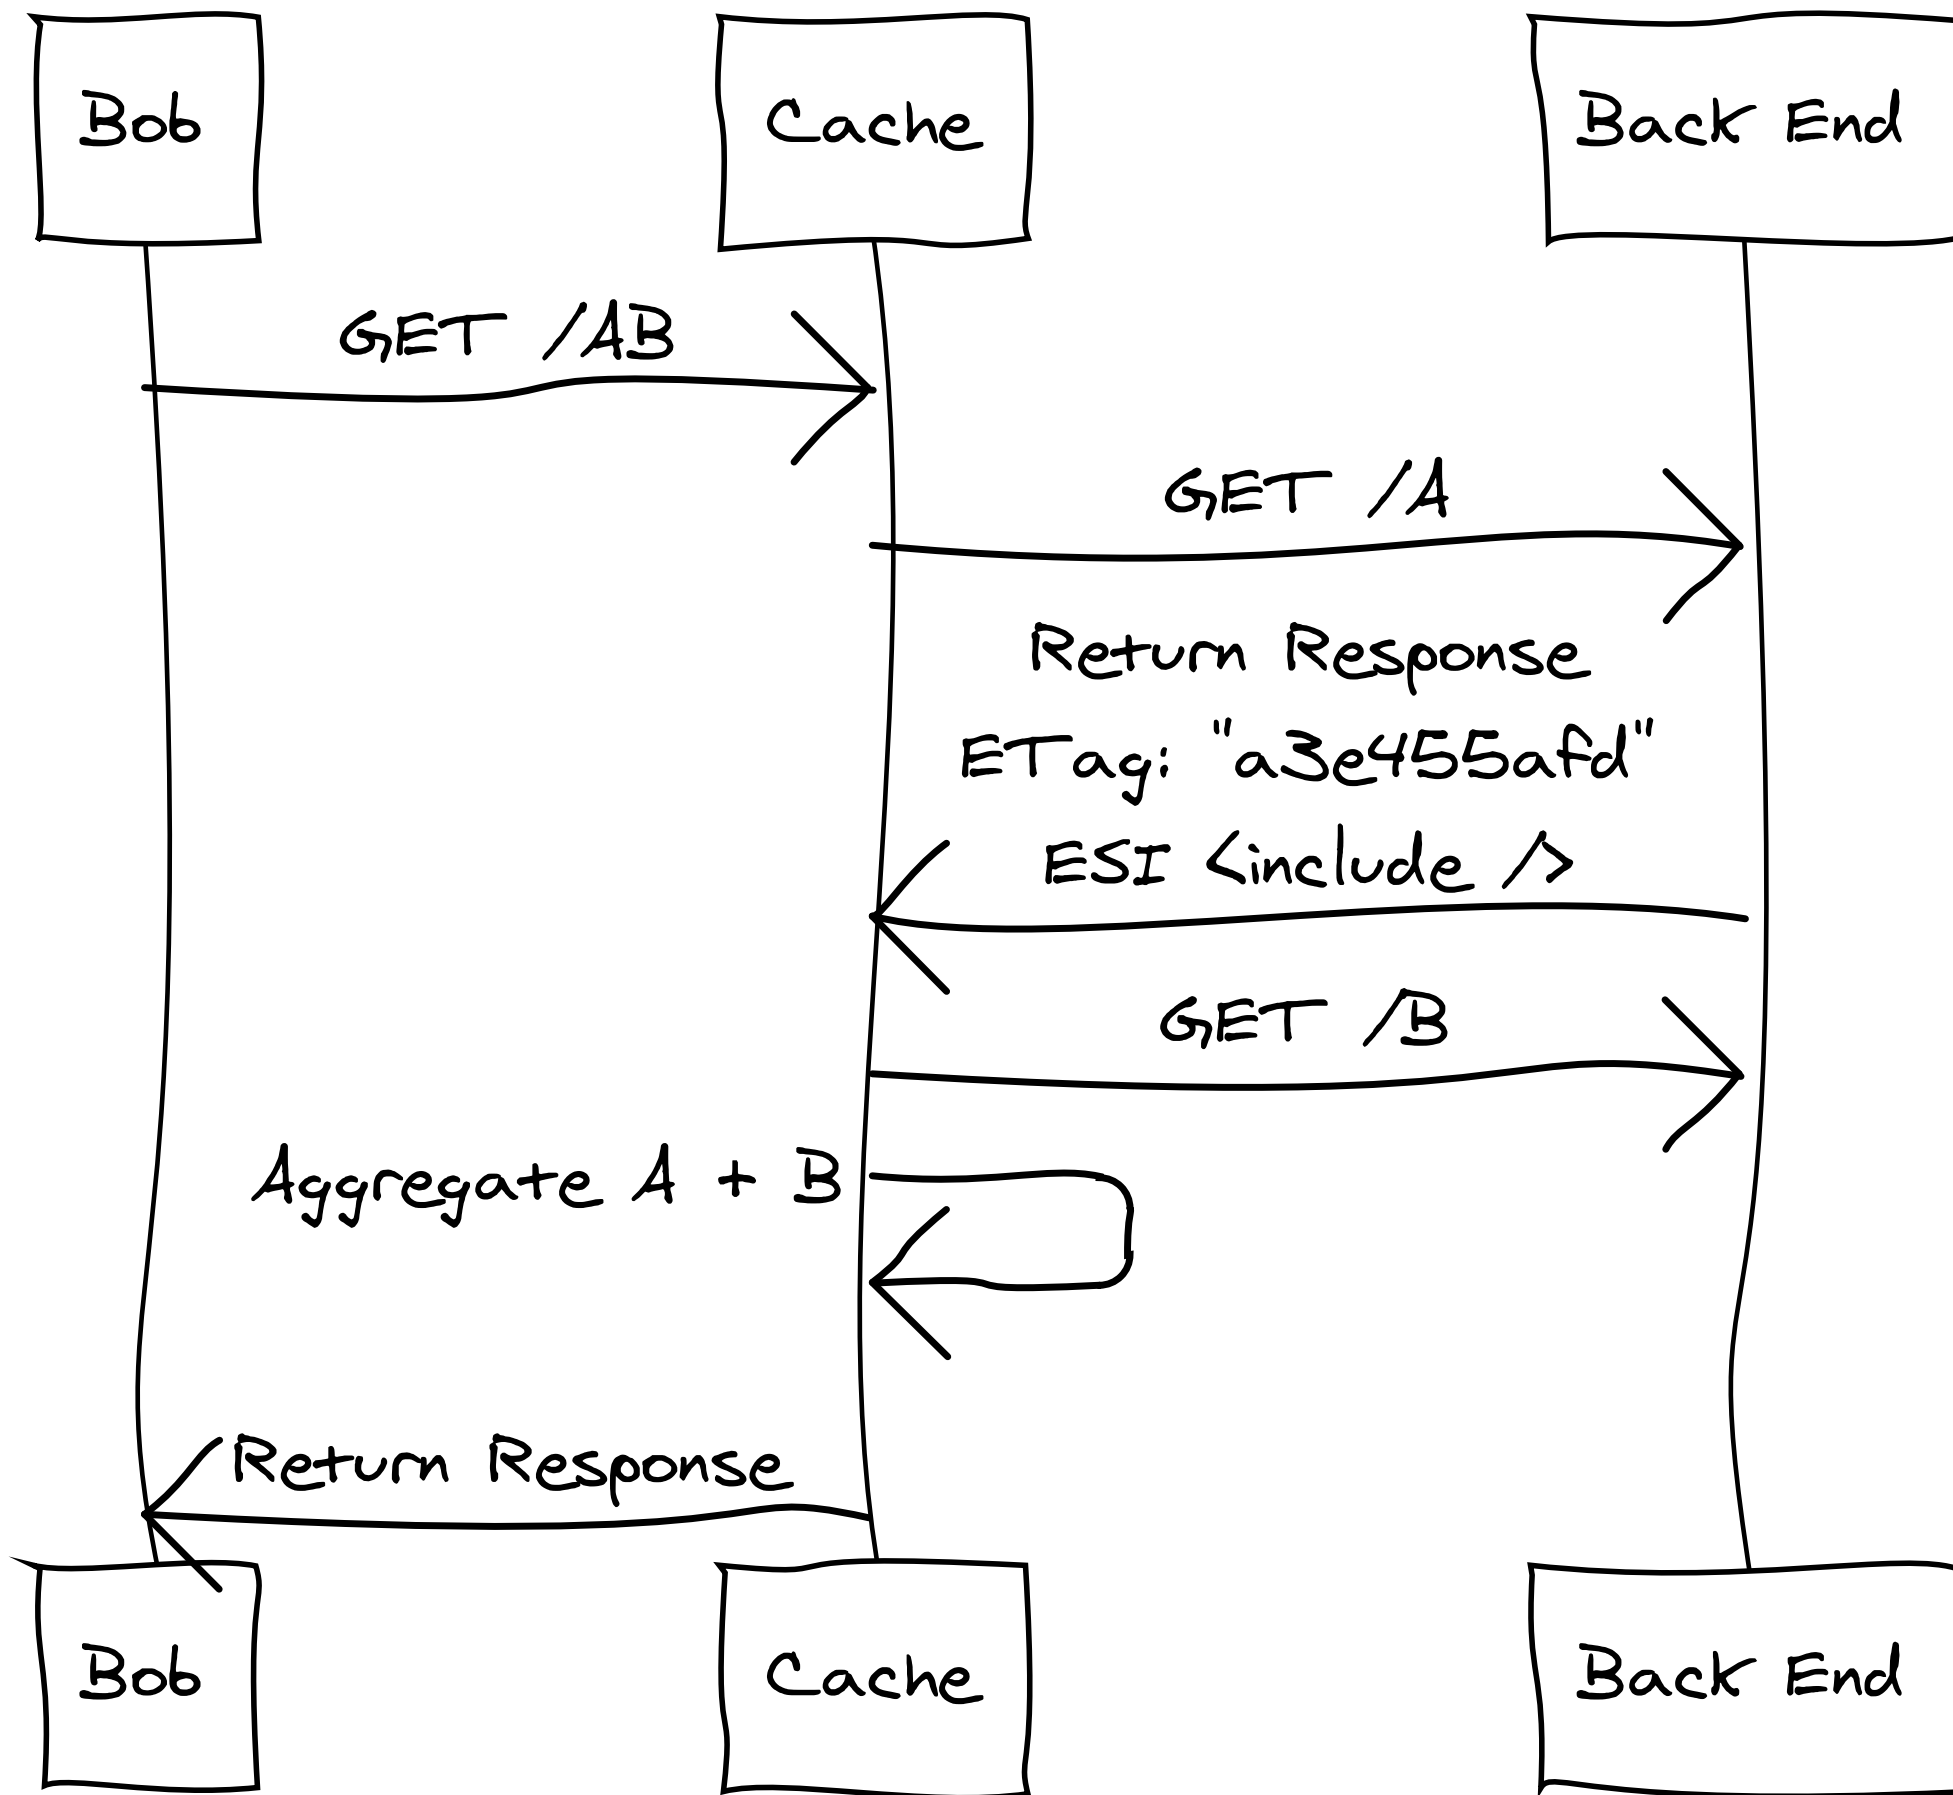 Bob
Cache
Back End
GET /AB
GET /A
Return Response
ETag: "a3e455afd"
ESI <include />
GET /B
Aggregate A + B
Return Response
Bob
Cache
Back End